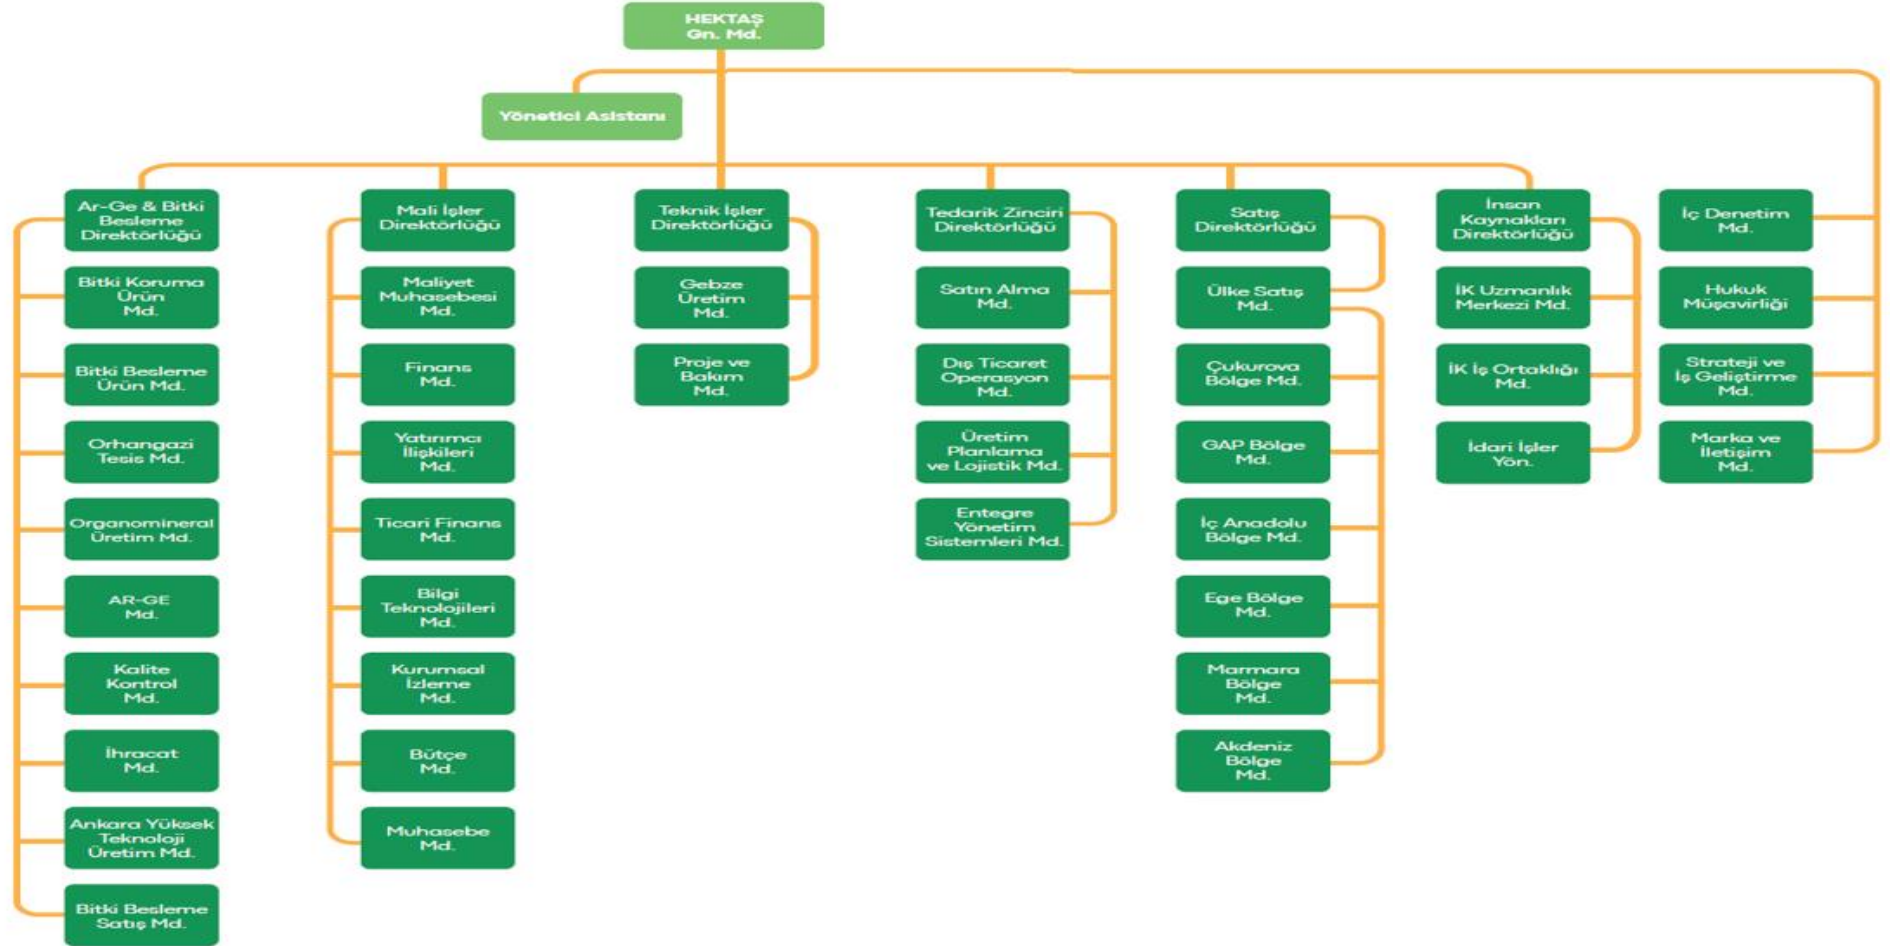 HEKTAŞ
Gn. Md.
Yönetici Asistanı
Ar-Ge & Bitki
Besleme
Direktörlüğü
Bitki Koruma
Ürün
Md.
Bitki Besleme
Ürün Md.
Orhangazi
Tesis Md.
Organomineral
Üretim Md.
AR-GE
Md.
Kalite
Kontrol
Md.
İhracat
Md.
Ankara Yüksek
Teknoloji
Üretim Md.
Bitki Besleme
Satış Md.
Mali İşler
Direktörlüğü
Maliyet
Muhasebesi
Md.
Finans
Md.
Yatırımcı
İlişkileri
Md.
Ticari Finans
Md.
Bilgi
Teknolojileri
Md.
Kurumsal
İzleme
Md.
Bütçe
Md.
Muhasebe
Md.
Teknik İşler
Direktörlüğü
Gebze
Üretim
Md.
Proje ve
Bakım
Md.
Tedarik Zinciri
Direktörlüğü
Satın Alma
Md.
Dış Ticaret
Operasyon
Md.
Üretim
Planlama
ve Lojistik Md.
Entegre
Yönetim
Sistemleri Md.
Satış
Direktörlüğü
Ülke Satış
Md.
Çukurova
Bölge Md.
GAP Bölge
Md.
İç Anadolu
Bölge Md.
Ege Bölge
Md.
Marmara
Bölge
Md.
Akdeniz
Bölge
Md.
İnsan
Kaynakları
Direktörlüğü
İK Uzmanlık
Merkezi Md.
İK İş Ortaklığı
Md.
İdari İşler
Yön.
İç Denetim
Md.
Hukuk
Müşavirliği
Strateji ve
İş Geliştirme
Md.
Marka ve
İletişim
Md.